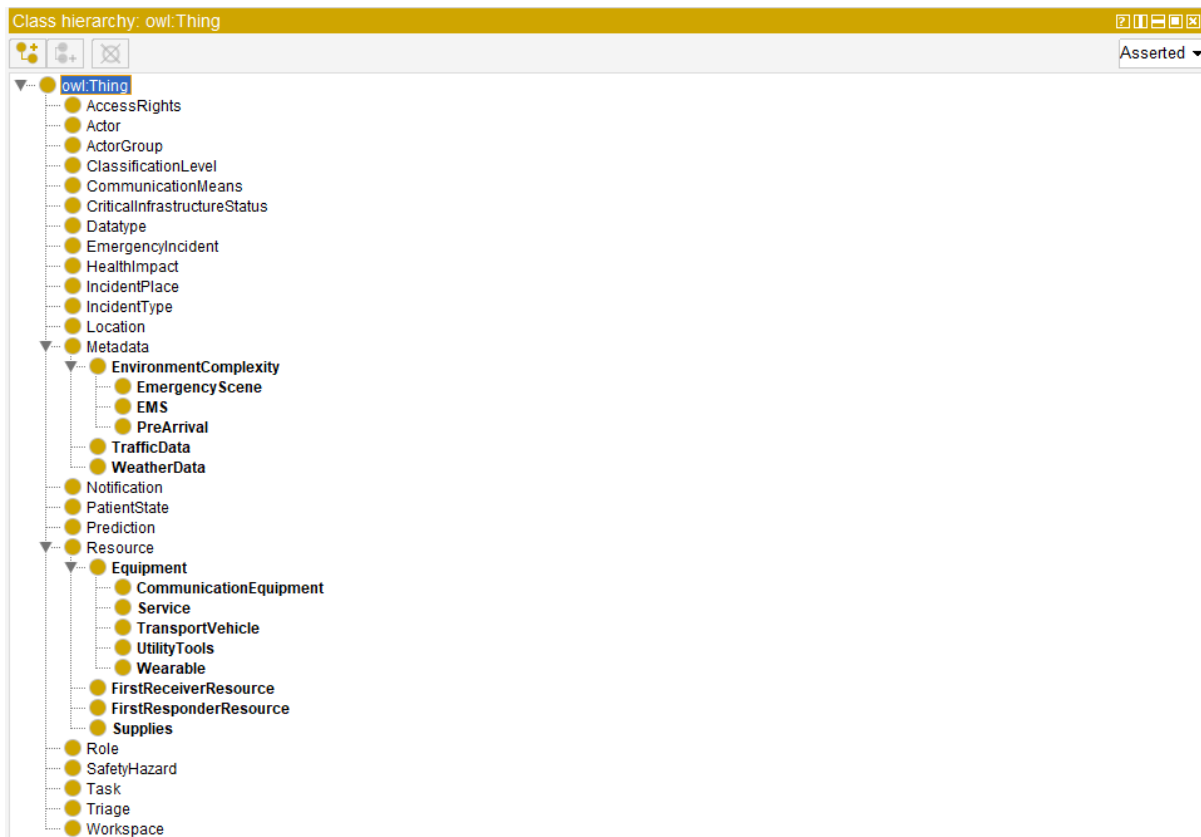 Class hierarchy: owl:Thing
Asserted
owl:Thing
AccessRights
Actor
ActorGroup
ClassificationLevel
CommunicationMeans
CriticalInfrastructureStatus
Datatype
EmergencyIncident
HealthImpact
IncidentPlace
IncidentType
Location
Metadata
EnvironmentComplexity
EmergencyScene
EMS
PreArrival
TrafficData
WeatherData
Notification
PatientState
Prediction
Resource
Equipment
CommunicationEquipment
Service
TransportVehicle
UtilityTools
Wearable
FirstReceiverResource
FirstResponderResource
Supplies
Role
SafetyHazard
Task
Triage
Workspace